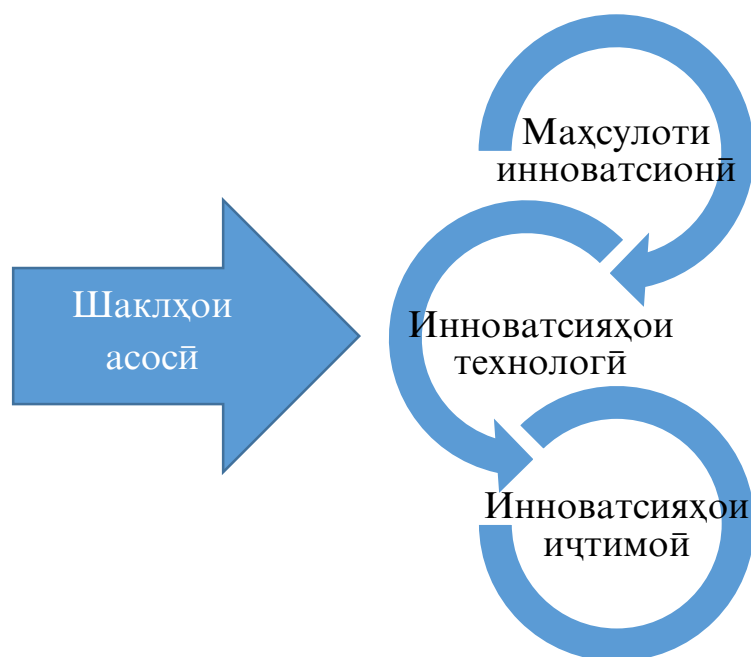 Шаклҳои
асосӣ
Маҳсулоти
инноватсионӣ
Инноватсияҳои
технологӣ
Инноватсияҳои
иҷтимоӣ